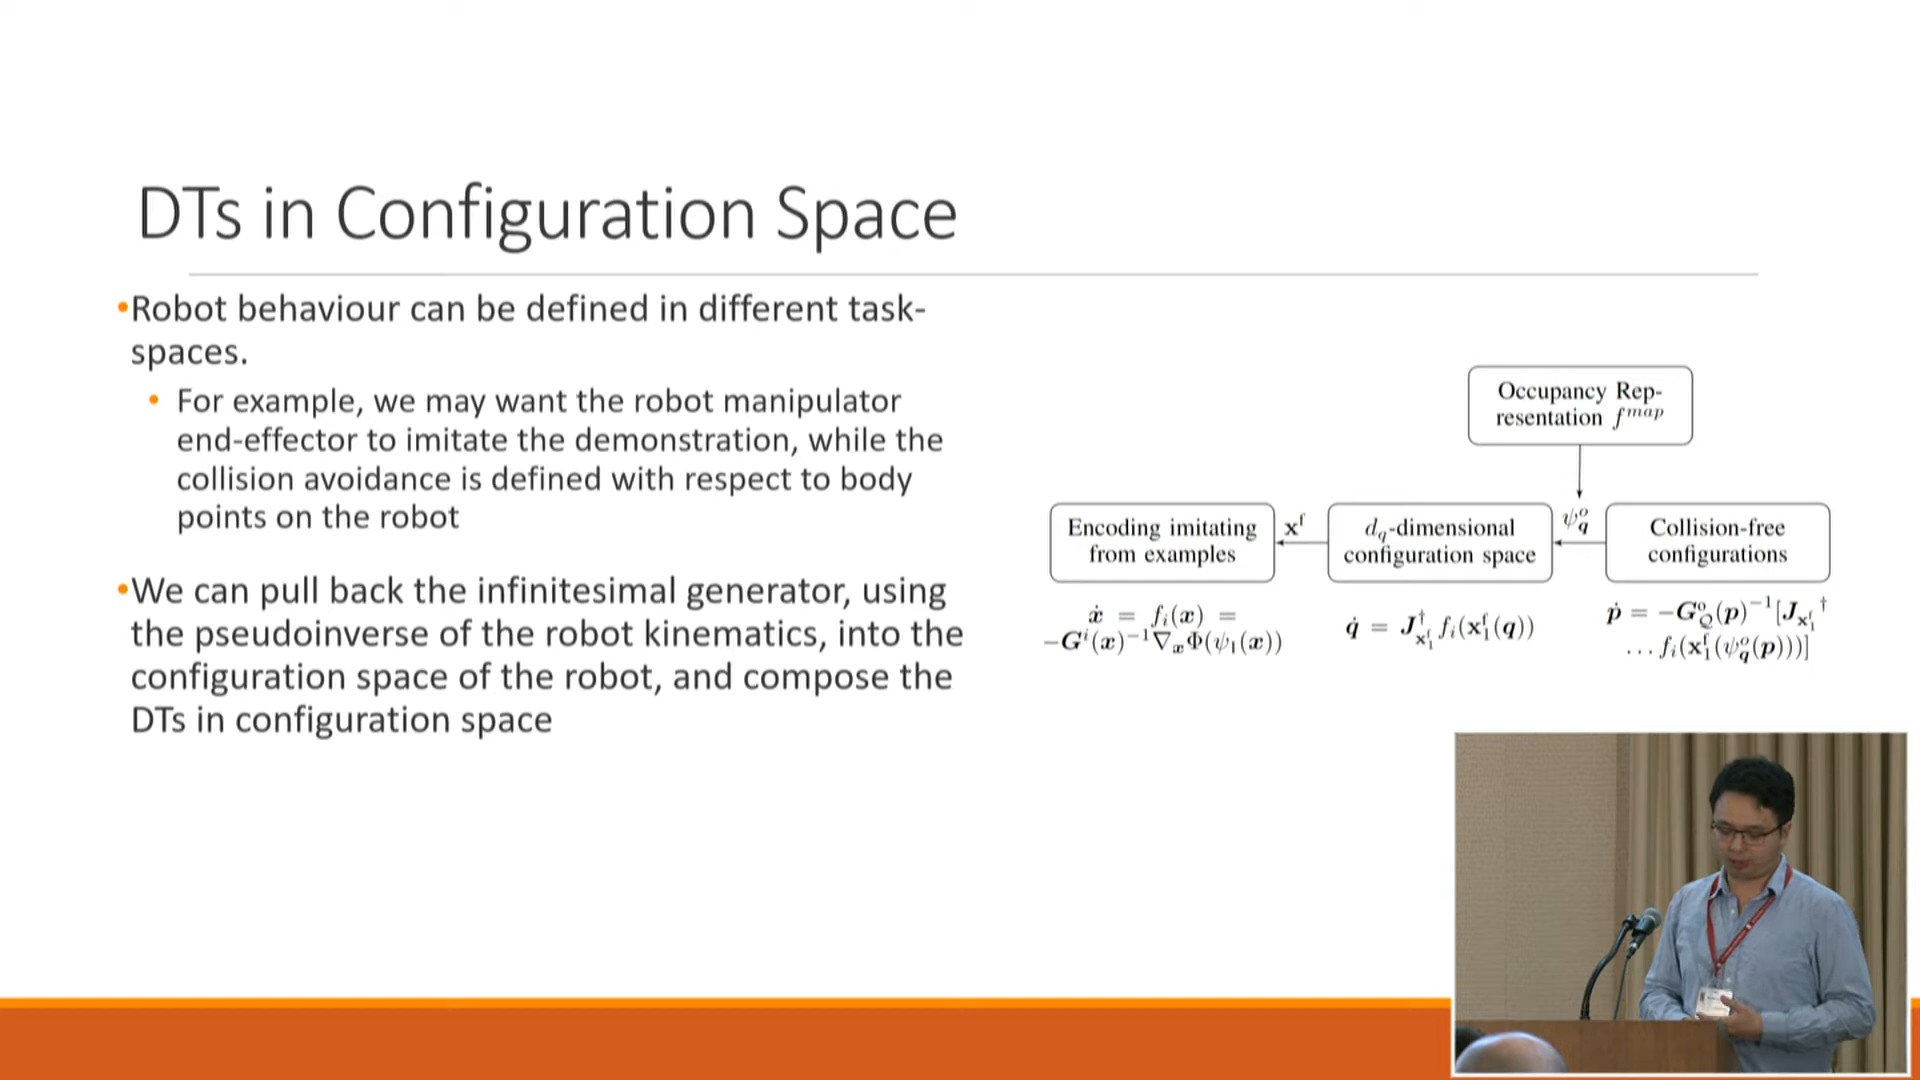 DTs in Configuration Space
•Robot behaviour can be defined in different task-
spaces.
• For example, we may want the robot manipulator
end-effector to imitate the demonstration, while the
collision avoidance is defined with respect to body
points on the robot
•We can pull back the infinitesimal generator, using
the pseudoinverse of the robot kinematics, into the
configuration space of the robot, and compose the
DTs in configuration space
Occupancy Rep-
resentation f^{map}
Encoding imitating
from examples
x^f
d_q-dimensional
configuration space
ψ_q^o
Collision-free
configurations
ẋ = f_i(x) =
−G^i(x)^{−1}∇_xΦ(ψ_1(x))
q̇ = J^†_{x_1^f} f_i(x_1^f(q))
ṗ = −G_Q^o(p)^{−1}[J_{x_1^f}^†
… f_i(x_1^f(ψ_q^o(p)))]